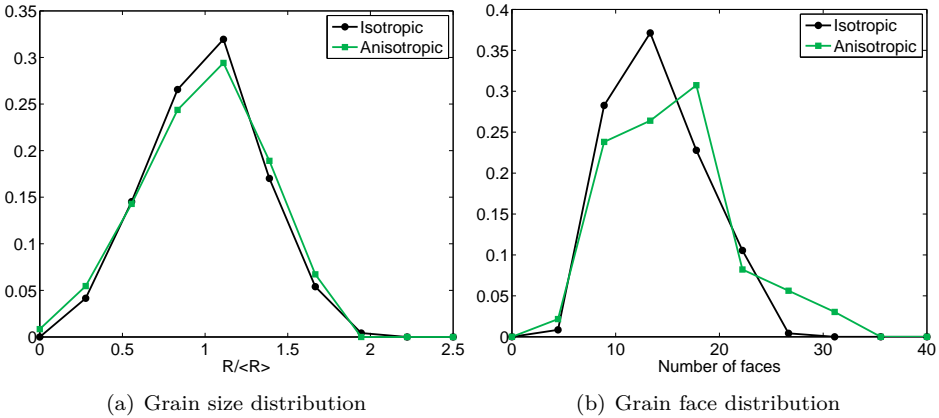 0.35
0.3
0.25
0.2
0.15
0.1
0.05
0
0 0.5 1 1.5 2 2.5
R/<R>
Isotropic
Anisotropic
(a) Grain size distribution
0.4
0.35
0.3
0.25
0.2
0.15
0.1
0.05
0
0 10 20 30 40
Number of faces
Isotropic
Anisotropic
(b) Grain face distribution